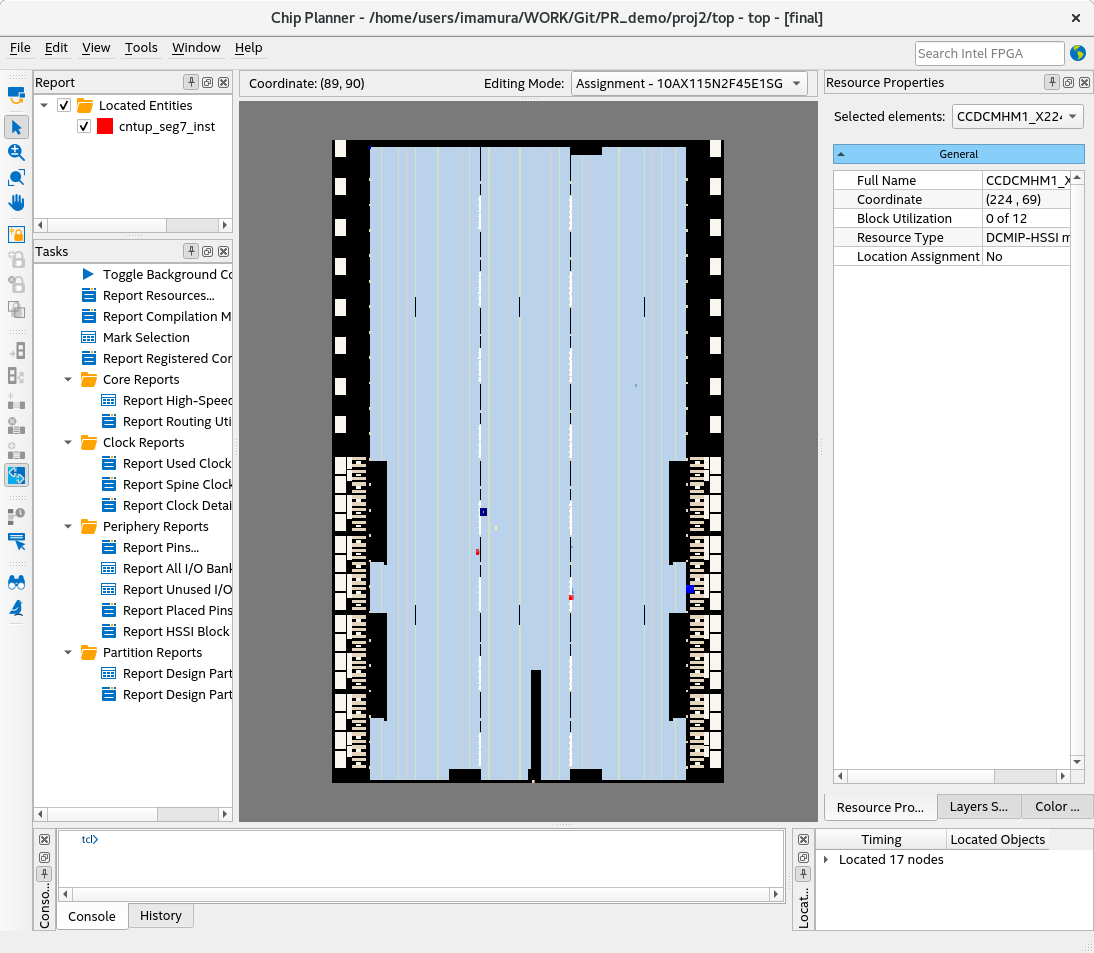 Chip Planner - /home/users/imamura/WORK/Git/PR_demo/proj2/top - top - [final]
File Edit View Tools Window Help
Search Intel FPGA
Report
Located Entities
cntup_seg7_inst
Tasks
Toggle Background Co
Report Resources...
Report Compilation M
Mark Selection
Report Registered Cor
Core Reports
Report High-Speed
Report Routing Uti
Clock Reports
Report Used Clock
Report Spine Clock
Report Clock Detai
Periphery Reports
Report Pins...
Report All I/O Bank
Report Unused I/O
Report Placed Pins
Report HSSI Block
Partition Reports
Report Design Part
Report Design Part
Coordinate: (89, 90)
Editing Mode: Assignment - 10AX115N2F45E1SG
Resource Properties
Selected elements: CCDCMHM1_X224
General
Full Name CCDCMHM1_X
Coordinate (224 , 69)
Block Utilization 0 of 12
Resource Type DCMIP-HSSI m
Location Assignment No
Resource Pro... Layers S... Color ...
Conso...
tcl>
Console History
Locat...
Timing Located Objects
Located 17 nodes